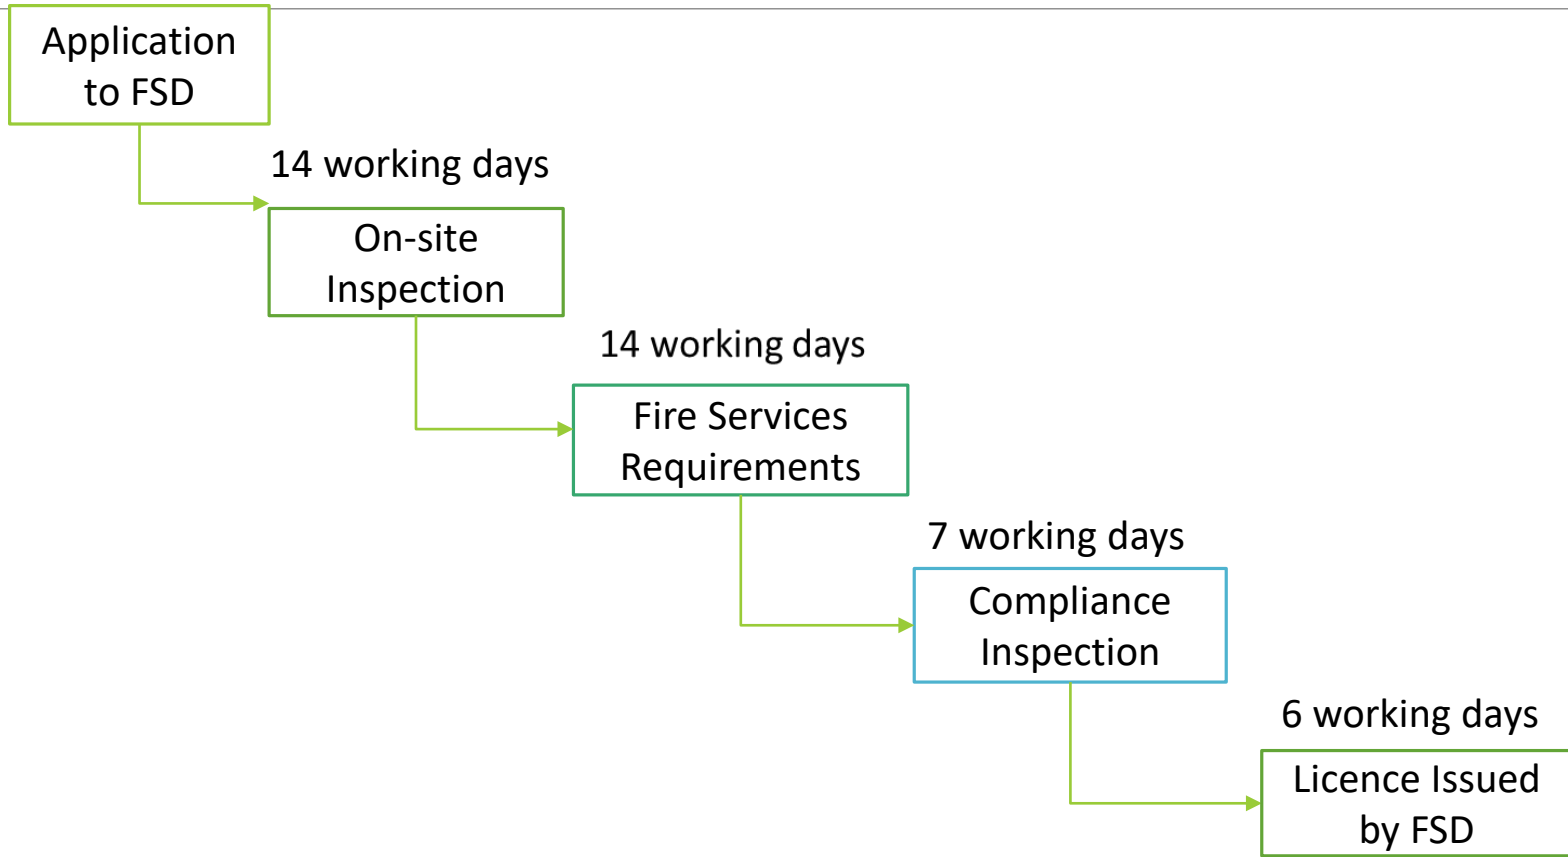 Application
to FSD
14 working days
On-site
Inspection
14 working days
Fire Services
Requirements
7 working days
Compliance
Inspection
6 working days
Licence Issued
by FSD